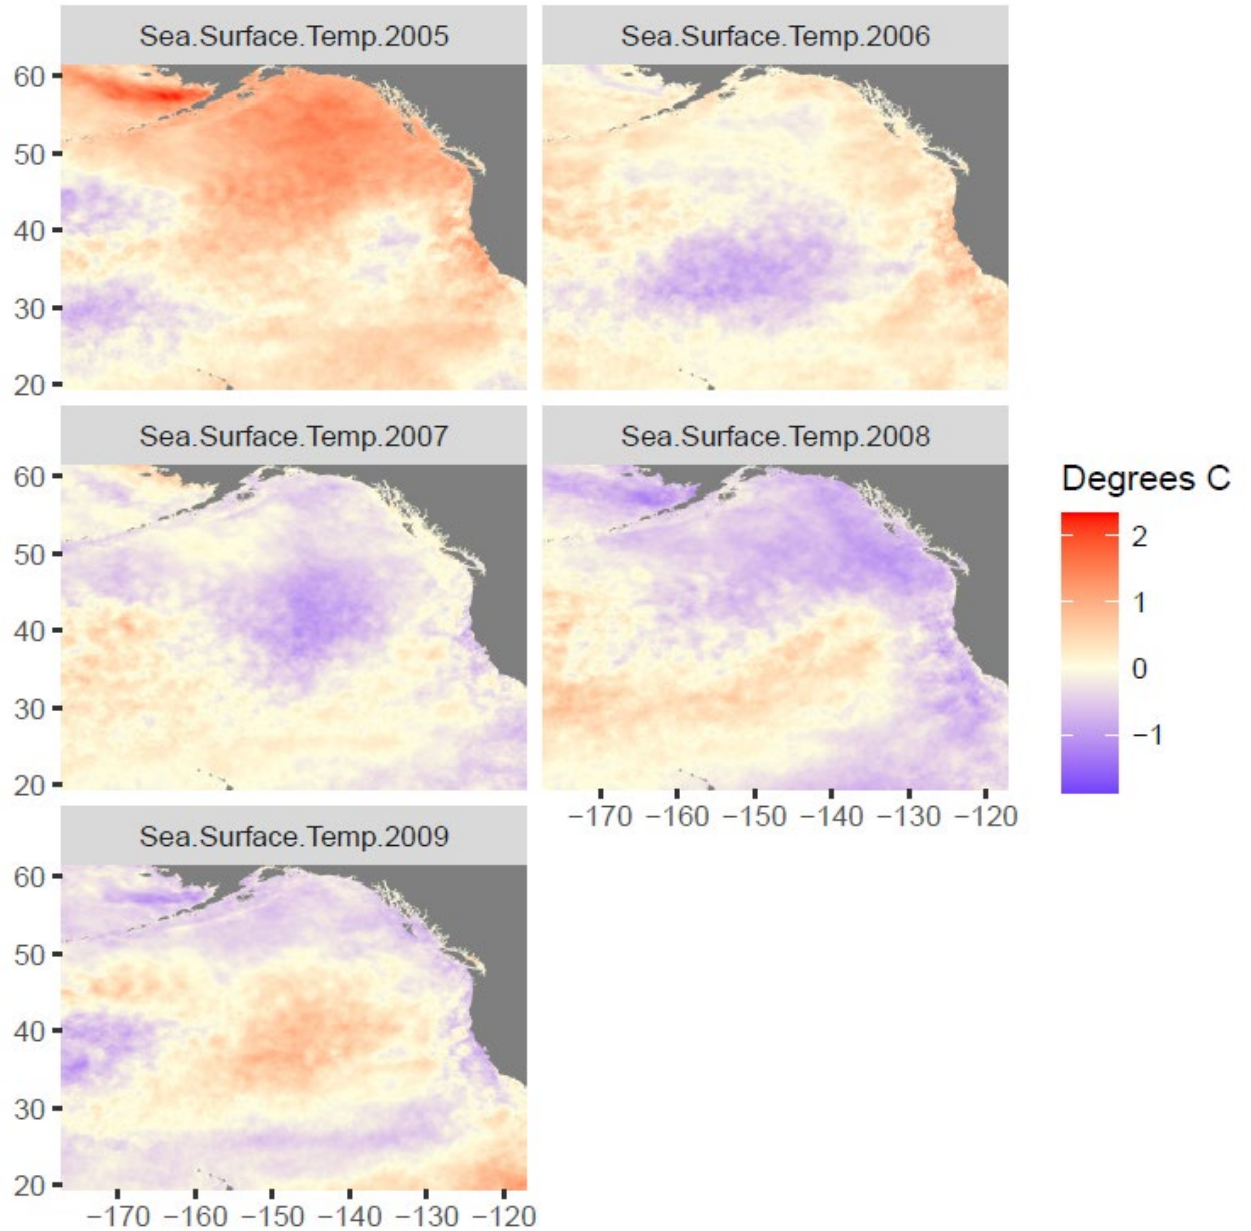 Sea.Surface.Temp.2005
Sea.Surface.Temp.2006
60
50
40
30
20
Sea.Surface.Temp.2007
Sea.Surface.Temp.2008
60
50
40
30
20
−170 −160 −150 −140 −130 −120
Degrees C
2
1
0
−1
Sea.Surface.Temp.2009
60
50
40
30
20
−170 −160 −150 −140 −130 −120